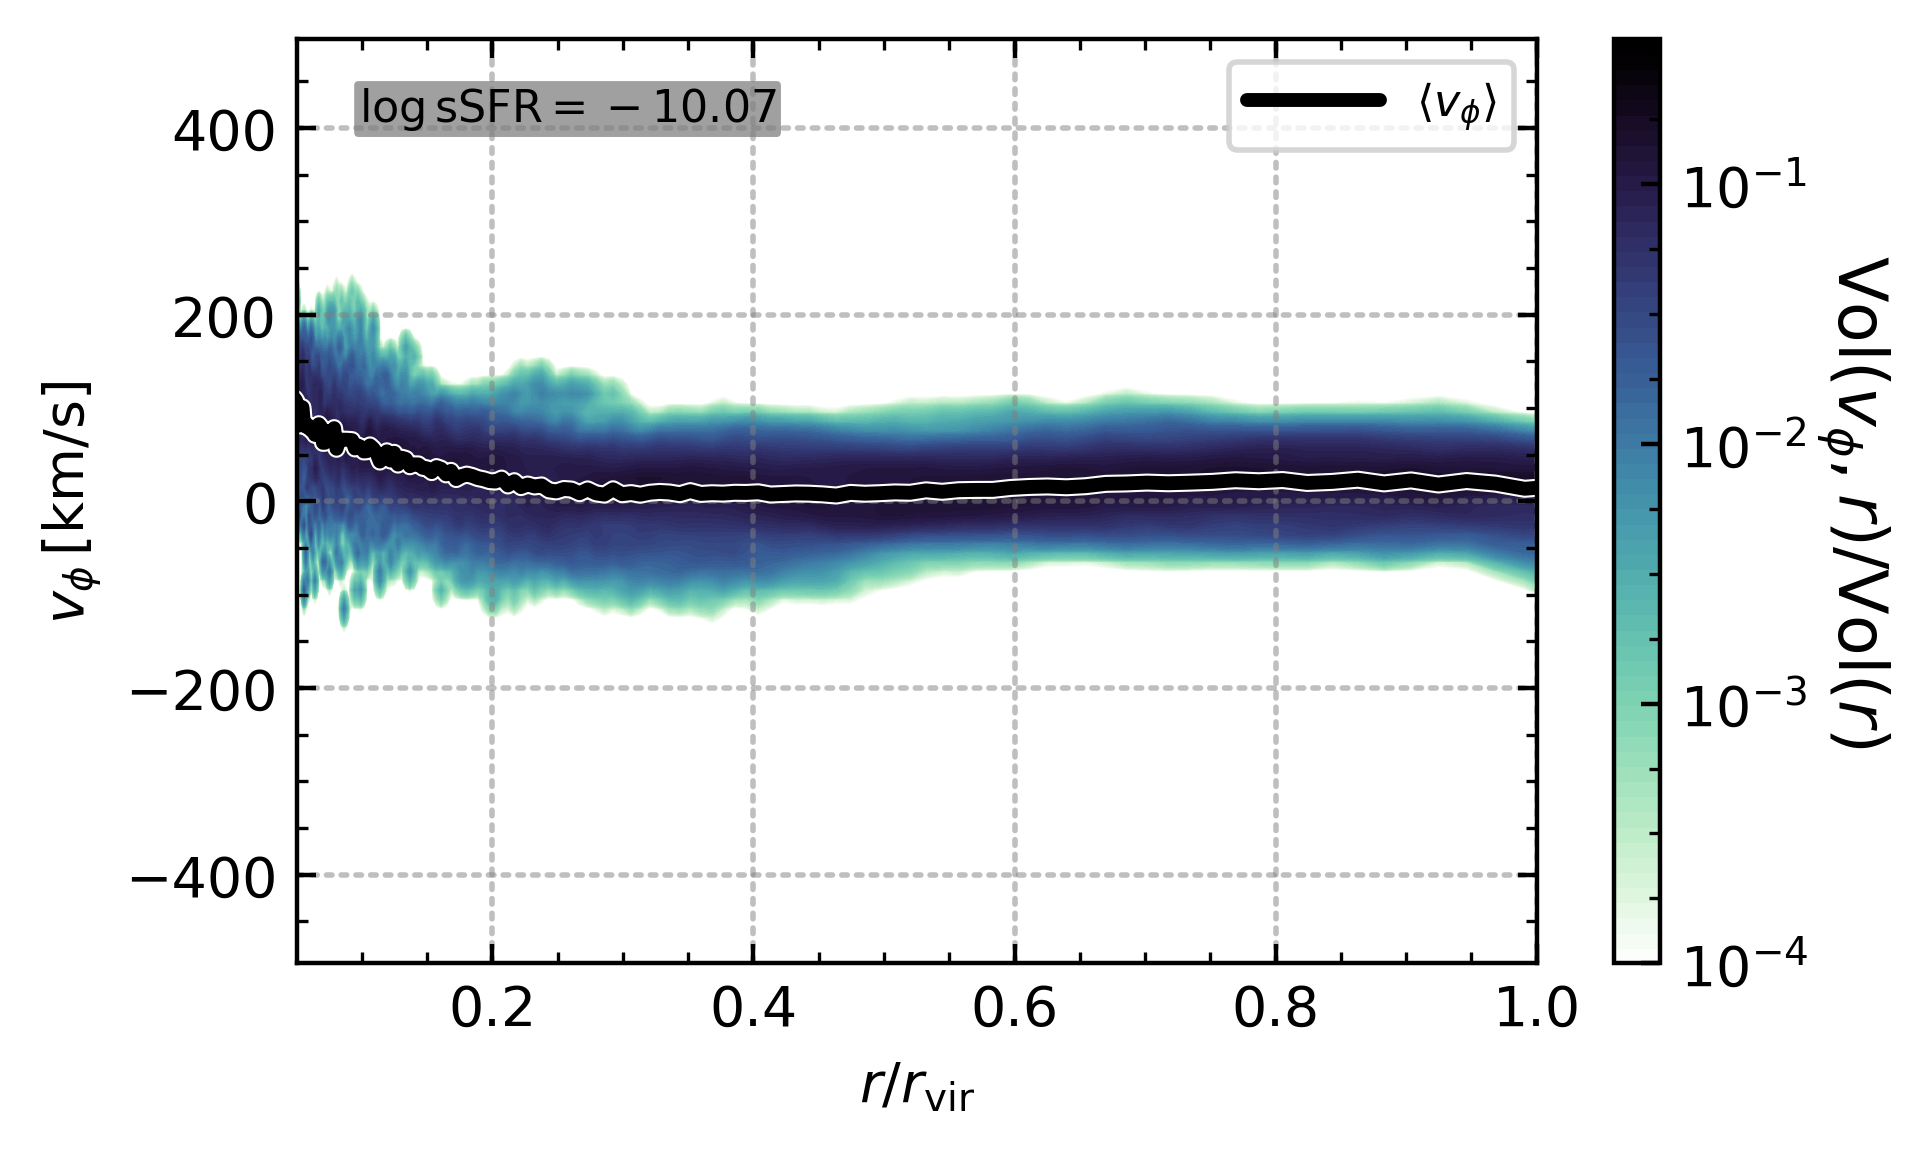 log sSFR = − 10.07
⟨v_ϕ⟩
400
200
0
−200
−400
v_ϕ [km/s]
0.2 0.4 0.6 0.8 1.0
r/r_vir
10^−1
10^−2
10^−3
10^−4
Vol(v_ϕ, r)/Vol(r)